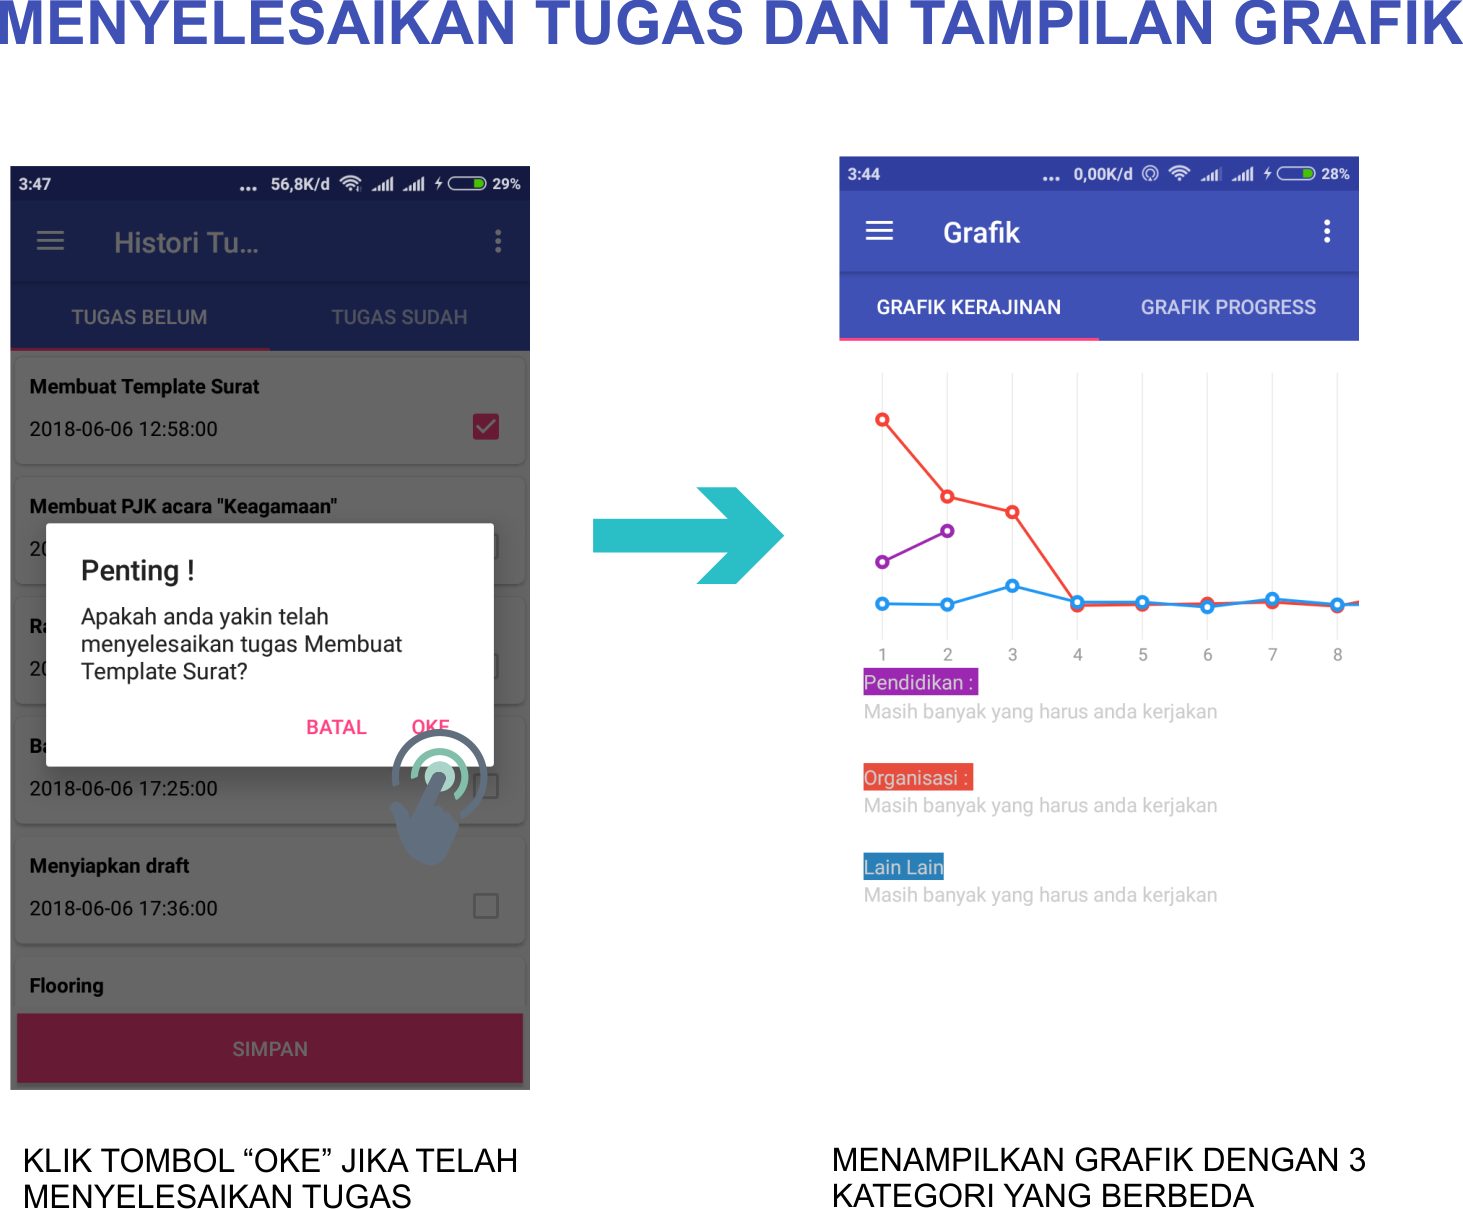 MENYELESAIKAN TUGAS DAN TAMPILAN GRAFIK
3:47
... 56,8K/d 29%
Histori Tu...
TUGAS BELUM TUGAS SUDAH
Membuat Template Surat
2018-06-06 12:58:00
Membuat PJK acara "Keagamaan"
Penting !
Apakah anda yakin telah
menyelesaikan tugas Membuat
Template Surat?
BATAL OKE
2018-06-06 17:25:00
Menyiapkan draft
2018-06-06 17:36:00
Flooring
SIMPAN
KLIK TOMBOL “OKE” JIKA TELAH
MENYELESAIKAN TUGAS
3:44
... 0,00K/d 28%
Grafik
GRAFIK KERAJINAN GRAFIK PROGRESS
1 2 3 4 5 6 7 8
Pendidikan :
Masih banyak yang harus anda kerjakan
Organisasi :
Masih banyak yang harus anda kerjakan
Lain Lain
Masih banyak yang harus anda kerjakan
MENAMPILKAN GRAFIK DENGAN 3
KATEGORI YANG BERBEDA